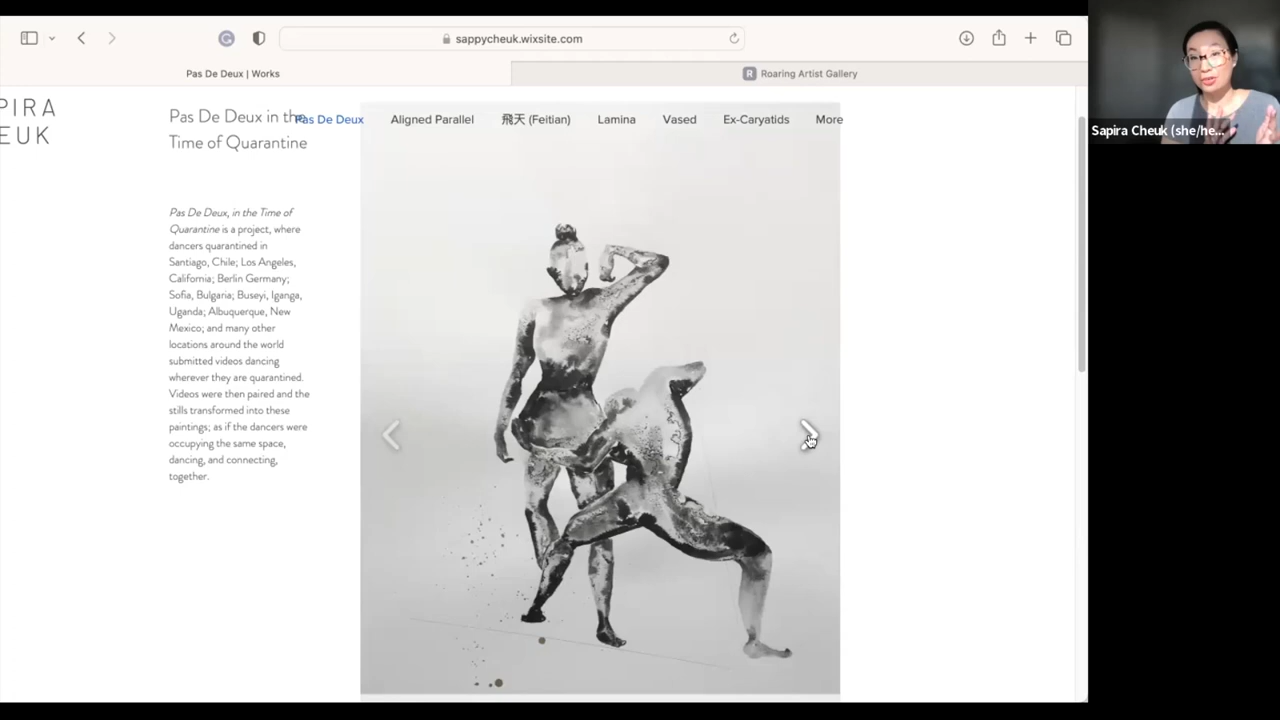 sappycheuk.wixsite.com
Pas De Deux | Works
R
Roaring Artist Gallery
PIRA
EUK
Pas De Deux in the
Time of Quarantine
Pas De Deux
Aligned Parallel
飛天 (Feitian)
Lamina
Vased
Ex-Caryatids
More
Pas De Deux, in the Time of
Quarantine is a project, where
dancers quarantined in
Santiago, Chile; Los Angeles,
California; Berlin Germany;
Sofia, Bulgaria; Buseyi, Iganga,
Uganda; Albuquerque, New
Mexico; and many other
locations around the world
submitted videos dancing
wherever they are quarantined.
Videos were then paired and the
stills transformed into these
paintings; as if the dancers were
occupying the same space,
dancing, and connecting,
together.
Sapira Cheuk (she/he...